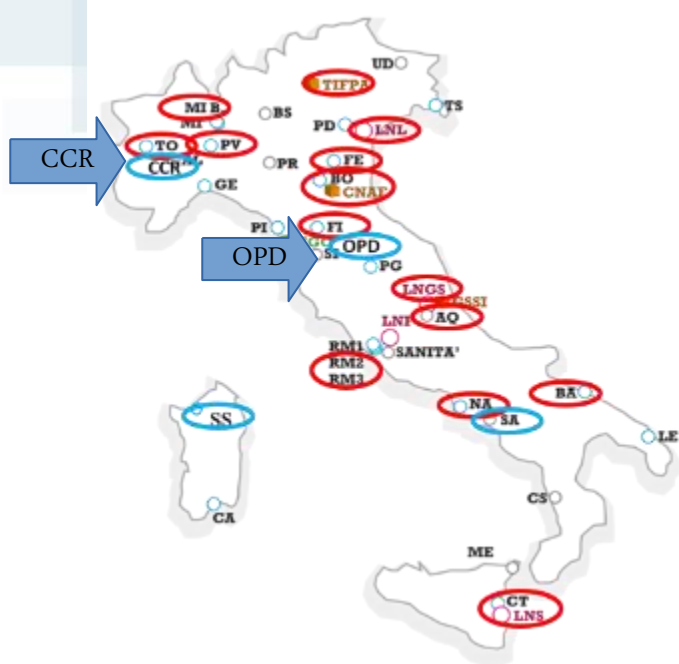 UD
TIFPA
MI B
BS
TS
PD
LNL
CCR
TO
PV
FE
CCR
PR
BO
CNAF
GE
PI
FI
OPD
OPD
PG
LNGS
GSSI
AQ
LNF
RM1
SANITA'
RM2
RM3
BA
NA
SA
SS
LE
CS
CA
ME
CT
LNS